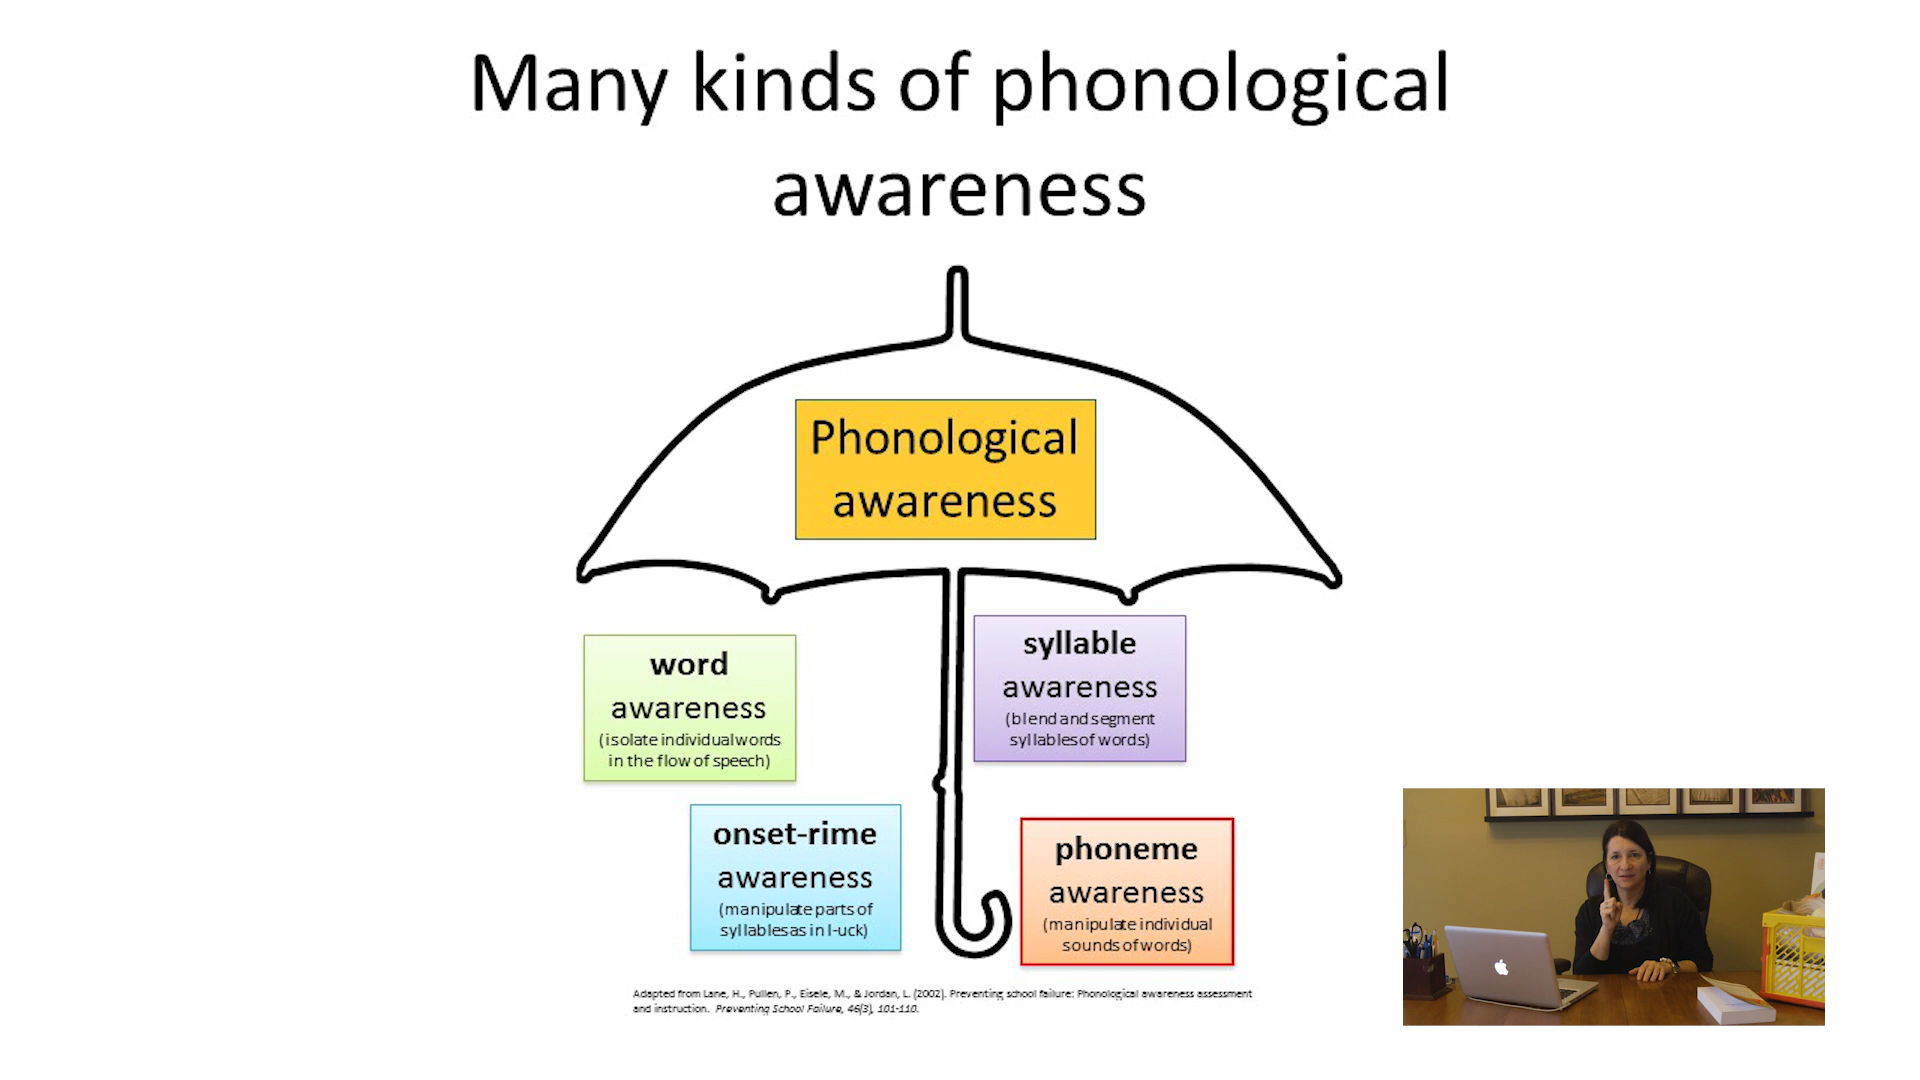 Many kinds of phonological
awareness
Phonological
awareness
word
awareness
(isolate individual words
in the flow of speech)
syllable
awareness
(blend and segment
syllables of words)
onset-rime
awareness
(manipulate parts of
syllables as in l-uck)
phoneme
awareness
(manipulate individual
sounds of words)
Adapted from Lane, H., Pullen, P., Eisele, M., & Jordan, L. (2002). Preventing school failure: Phonological awareness assessment
and instruction. Preventing School Failure, 46(3), 101-110.